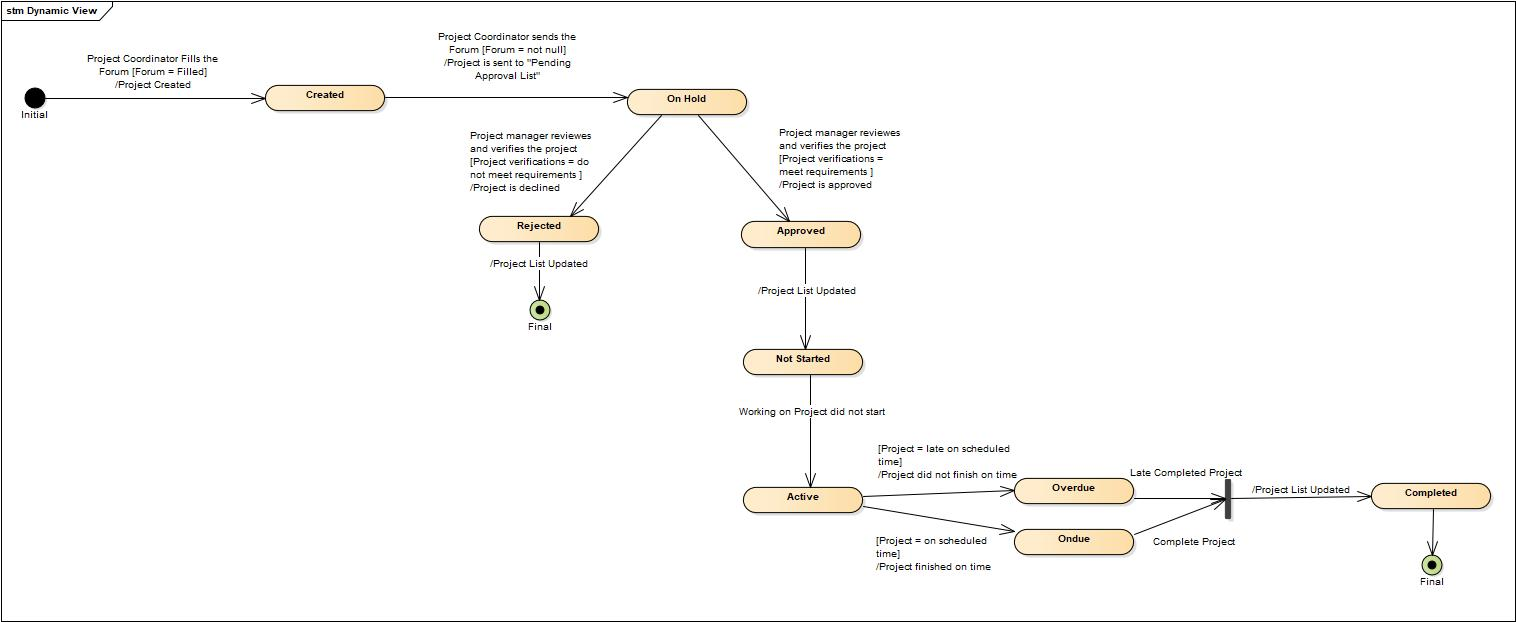 stm Dynamic View
Project Coordinator Fills the
Forum [Forum = Filled]
/Project Created
Initial
Created
Project Coordinator sends the
Forum [Forum = not null]
/Project is sent to "Pending
Approval List"
On Hold
Project manager reviewes
and verifies the project
[Project verifications = do
not meet requirements ]
/Project is declined
Project manager reviewes
and verifies the project
[Project verifications =
meet requirements ]
/Project is approved
Rejected
Approved
/Project List Updated
Final
/Project List Updated
Not Started
Working on Project did not start
Active
[Project = late on scheduled
time]
/Project did not finish on time
Overdue
[Project = on scheduled
time]
/Project finished on time
Ondue
Late Completed Project
Complete Project
/Project List Updated
Completed
Final